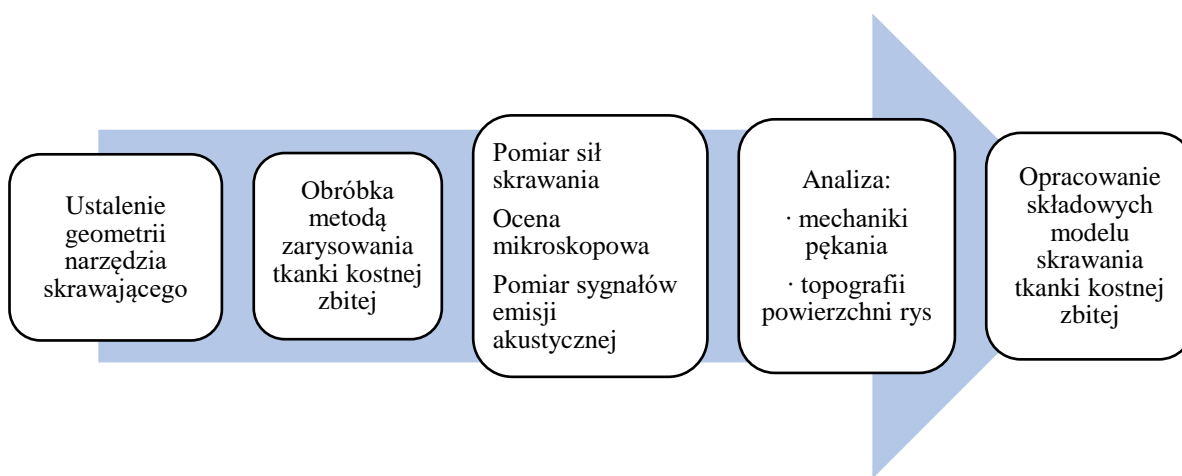 Ustalenie
geometrii
narzędzia
skrawającego
Obróbka
metodą
zarysowania
tkanki kostnej
zbitej
Pomiar sił
skrawania
Ocena
mikroskopowa
Pomiar sygnałów
emisji
akustycznej
Analiza:
· mechaniki
pękania
· topografii
powierzchni rys
Opracowanie
składowych
modelu
skrawania
tkanki kostnej
zbitej